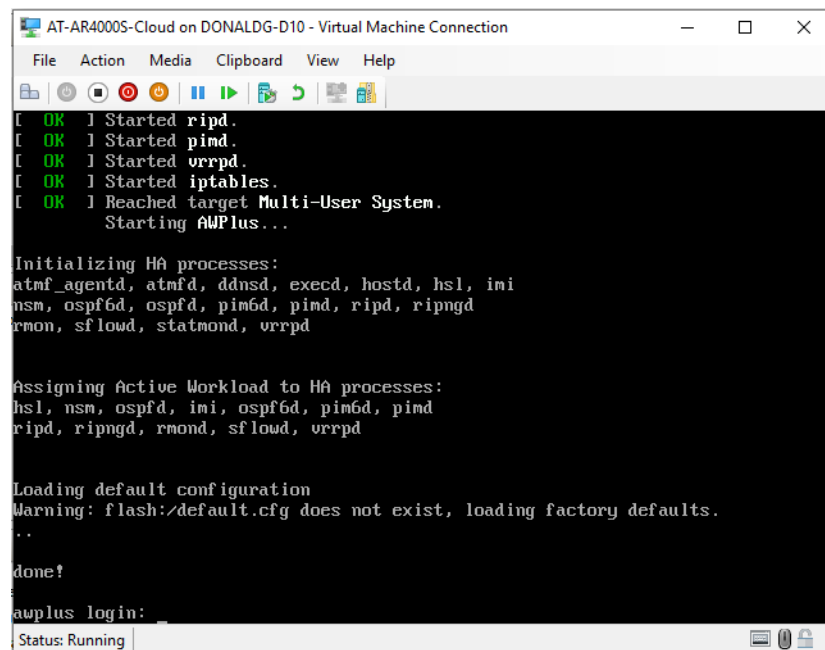 AT-AR4000S-Cloud on DONALDG-D10 - Virtual Machine Connection
File Action Media Clipboard View Help
[ OK ] Started ripd.
[ OK ] Started pimd.
[ OK ] Started vrrpd.
[ OK ] Started iptables.
[ OK ] Reached target Multi-User System.
Starting AWPlus...
Initializing HA processes:
atmf_agentd, atmfd, ddnsd, execd, hostd, hsl, imi
nsm, ospf6d, ospfd, pim6d, pimd, ripd, ripngd
rmon, sflowd, statmond, vrrpd
Assigning Active Workload to HA processes:
hsl, nsm, ospfd, imi, ospf6d, pim6d, pimd
ripd, ripngd, rmond, sflowd, vrrpd
Loading default configuration
Warning: flash:/default.cfg does not exist, loading factory defaults.
..
done!
awplus login: _
Status: Running